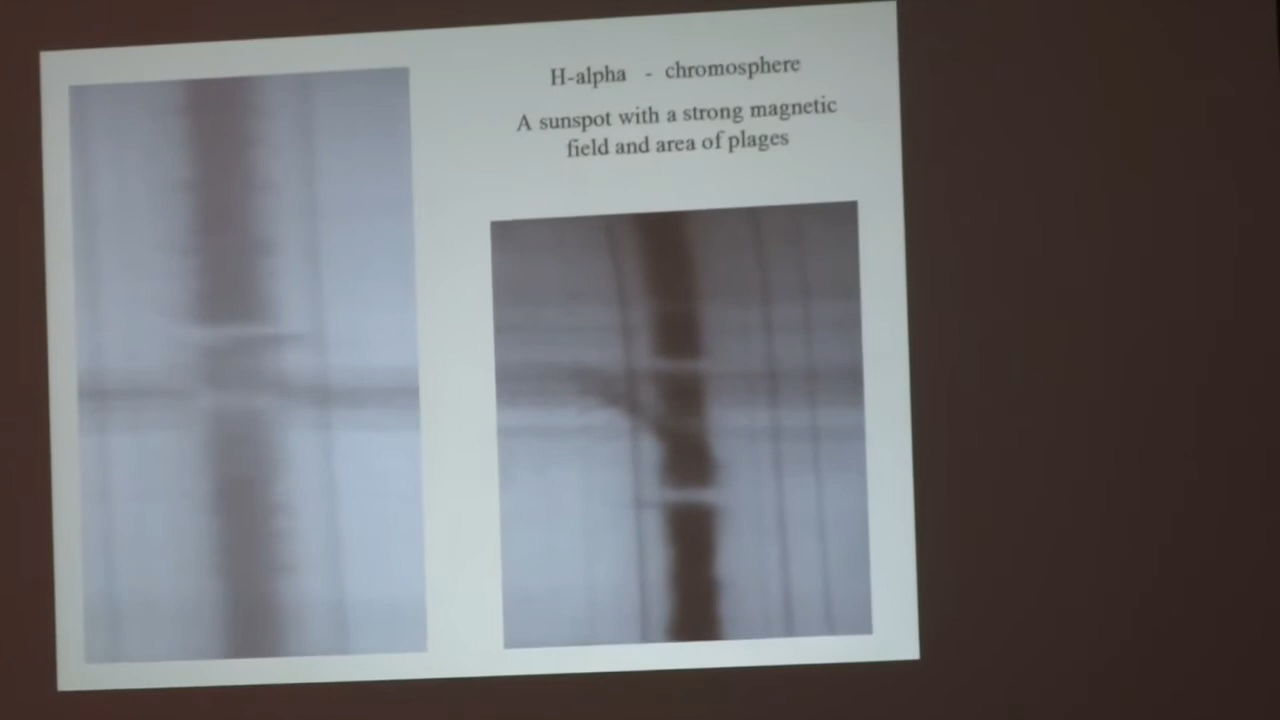 H-alpha - chromosphere
A sunspot with a strong magnetic
field and area of plages